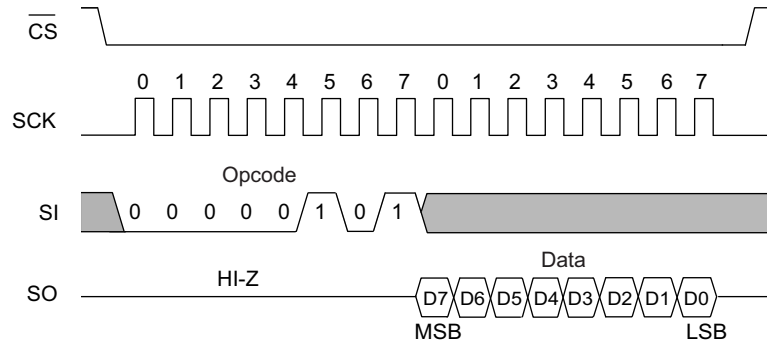 CS
0 1 2 3 4 5 6 7 0 1 2 3 4 5 6 7
SCK
Opcode
SI 0 0 0 0 0 1 0 1
Data
HI-Z
SO D7 D6 D5 D4 D3 D2 D1 D0
MSB LSB